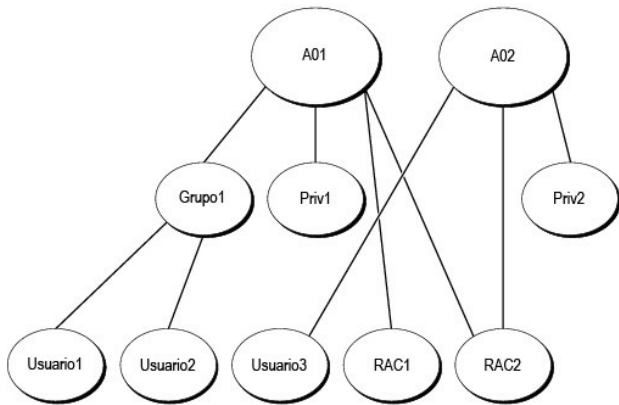 A01
A02
Grupo1
Priv1
Priv2
Usuario1
Usuario2
Usuario3
RAC1
RAC2